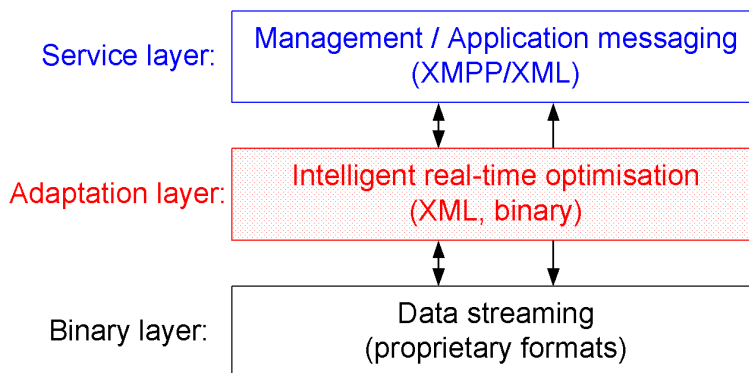 Service layer:
Management / Application messaging
(XMPP/XML)
Adaptation layer:
Intelligent real-time optimisation
(XML, binary)
Binary layer:
Data streaming
(proprietary formats)